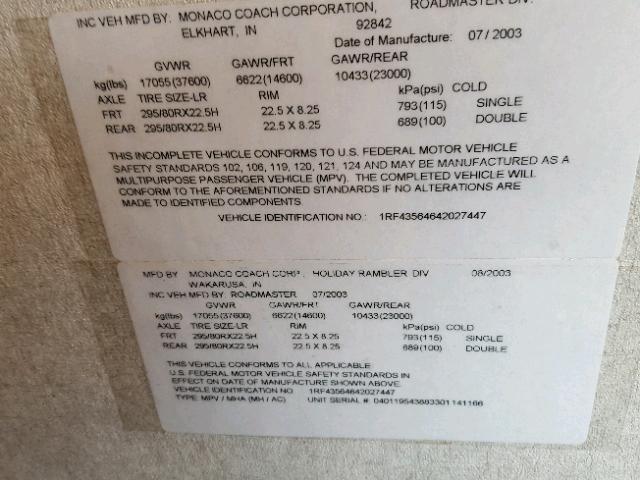 INC VEH MFD BY: MONACO COACH CORPORATION, ROADMASTER DIV.
ELKHART, IN 92842
Date of Manufacture: 07/2003
GVWR GAWR/FRT GAWR/REAR
kg(lbs) 17055(37600) 6622(14600) 10433(23000)
AXLE TIRE SIZE-LR RIM kPa(psi) COLD
FRT 295/80RX22.5H 22.5 X 8.25 793(115) SINGLE
REAR 295/80RX22.5H 22.5 X 8.25 689(100) DOUBLE
THIS INCOMPLETE VEHICLE CONFORMS TO U.S. FEDERAL MOTOR VEHICLE
SAFETY STANDARDS 102, 106, 119, 120, 121, 124 AND MAY BE MANUFACTURED AS A
MULTIPURPOSE PASSENGER VEHICLE (MPV). THE COMPLETED VEHICLE WILL
CONFORM TO THE AFOREMENTIONED STANDARDS IF NO ALTERATIONS ARE
MADE TO IDENTIFIED COMPONENTS
VEHICLE IDENTIFICATION NO.: 1RF43564642027447
MFD BY MONACO COACH CORP. HOLIDAY RAMBLER DIV 08/2003
WAKARUSA, IN
INC VEH MFD BY: ROADMASTER 07/2003
GVWR GAWR/FRT GAWR/REAR
kg(lbs) 17055(37600) 6622(14600) 10433(23000)
AXLE TIRE SIZE-LR RIM kPa(psi) COLD
FRT 295/80RX22.5H 22.5 X 8.25 793(115) SINGLE
REAR 295/80RX22.5H 22.5 X 8.25 689(100) DOUBLE
THIS VEHICLE CONFORMS TO ALL APPLICABLE
U.S. FEDERAL MOTOR VEHICLE SAFETY STANDARDS IN
EFFECT ON DATE OF MANUFACTURE SHOWN ABOVE.
VEHICLE IDENTIFICATION NO 1RF43564642027447
TYPE: MPV / MHA (MH / AC) UNIT SERIAL #: 040119543883301141166